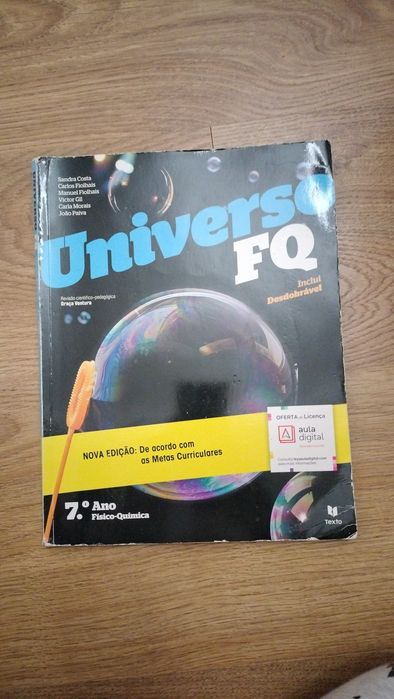 Sandra Costa
Carlos Fiolhais
Manuel Fiolhais
Victor Gil
Carla Morais
João Paiva
Universo
FQ
Inclui
Desdobrável
Revisão científico-pedagógica
Graça Ventura
OFERTA de Licença
aula
digital
NOVA EDIÇÃO: De acordo com
as Metas Curriculares
7.º Ano
Físico-Química
Texto